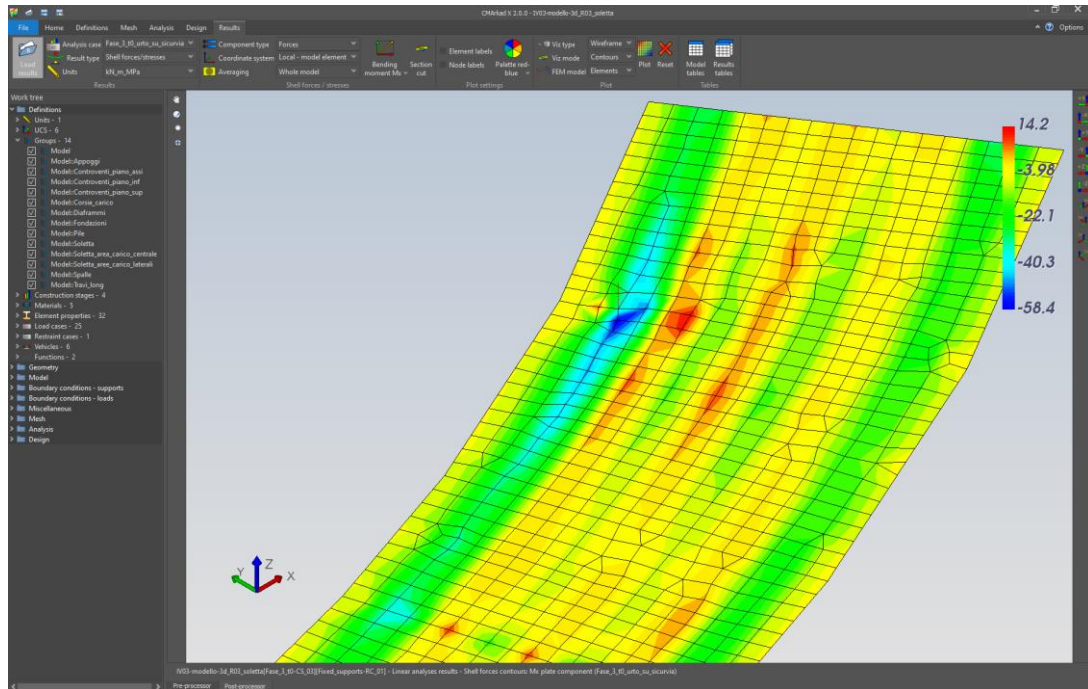 CMArkad X 2.0.0 - IV03-modello-3d_R03_soletta
File Home Definitions Mesh Analysis Design Results Options
Load results
Analysis case Fase_3_t0_urto_su_sicurvia
Result type Shell forces/stresses
Units kN_m_MPa
Results
Component type Forces
Coordinate system Local - model element
Averaging Whole model
Bending moment Mx
Section cut
Shell forces / stresses
Element labels
Node labels
Palette red-blue
Plot settings
Viz type Wireframe
Viz mode Contours
FEM model Elements
Plot Reset
Plot
Model tables
Results tables
Tables
Work tree
Definitions
Units - 1
UCS - 6
Groups - 14
Model
Model::Appoggi
Model::Controventi_piano_assi
Model::Controventi_piano_inf
Model::Controventi_piano_sup
Model::Corsie_carico
Model::Diaframmi
Model::Fondazioni
Model::Pile
Model::Soletta
Model::Soletta_area_carico_centrale
Model::Soletta_aree_carico_laterali
Model::Spalle
Model::Travi_long
Construction stages - 4
Materials - 5
Element properties - 32
Load cases - 25
Restraint cases - 1
Vehicles - 6
Functions - 2
Geometry
Model
Boundary conditions - supports
Boundary conditions - loads
Miscellaneous
Mesh
Analysis
Design
14.2
-3.98
-22.1
-40.3
-58.4
Z
Y
X
IV03-modello-3d_R03_soletta[Fase_3_t0-CS_03][Fixed_supports-RC_01] - Linear analyses results - Shell forces contours: Mx plate component (Fase_3_t0_urto_su_sicurvia)
Pre-processor Post-processor